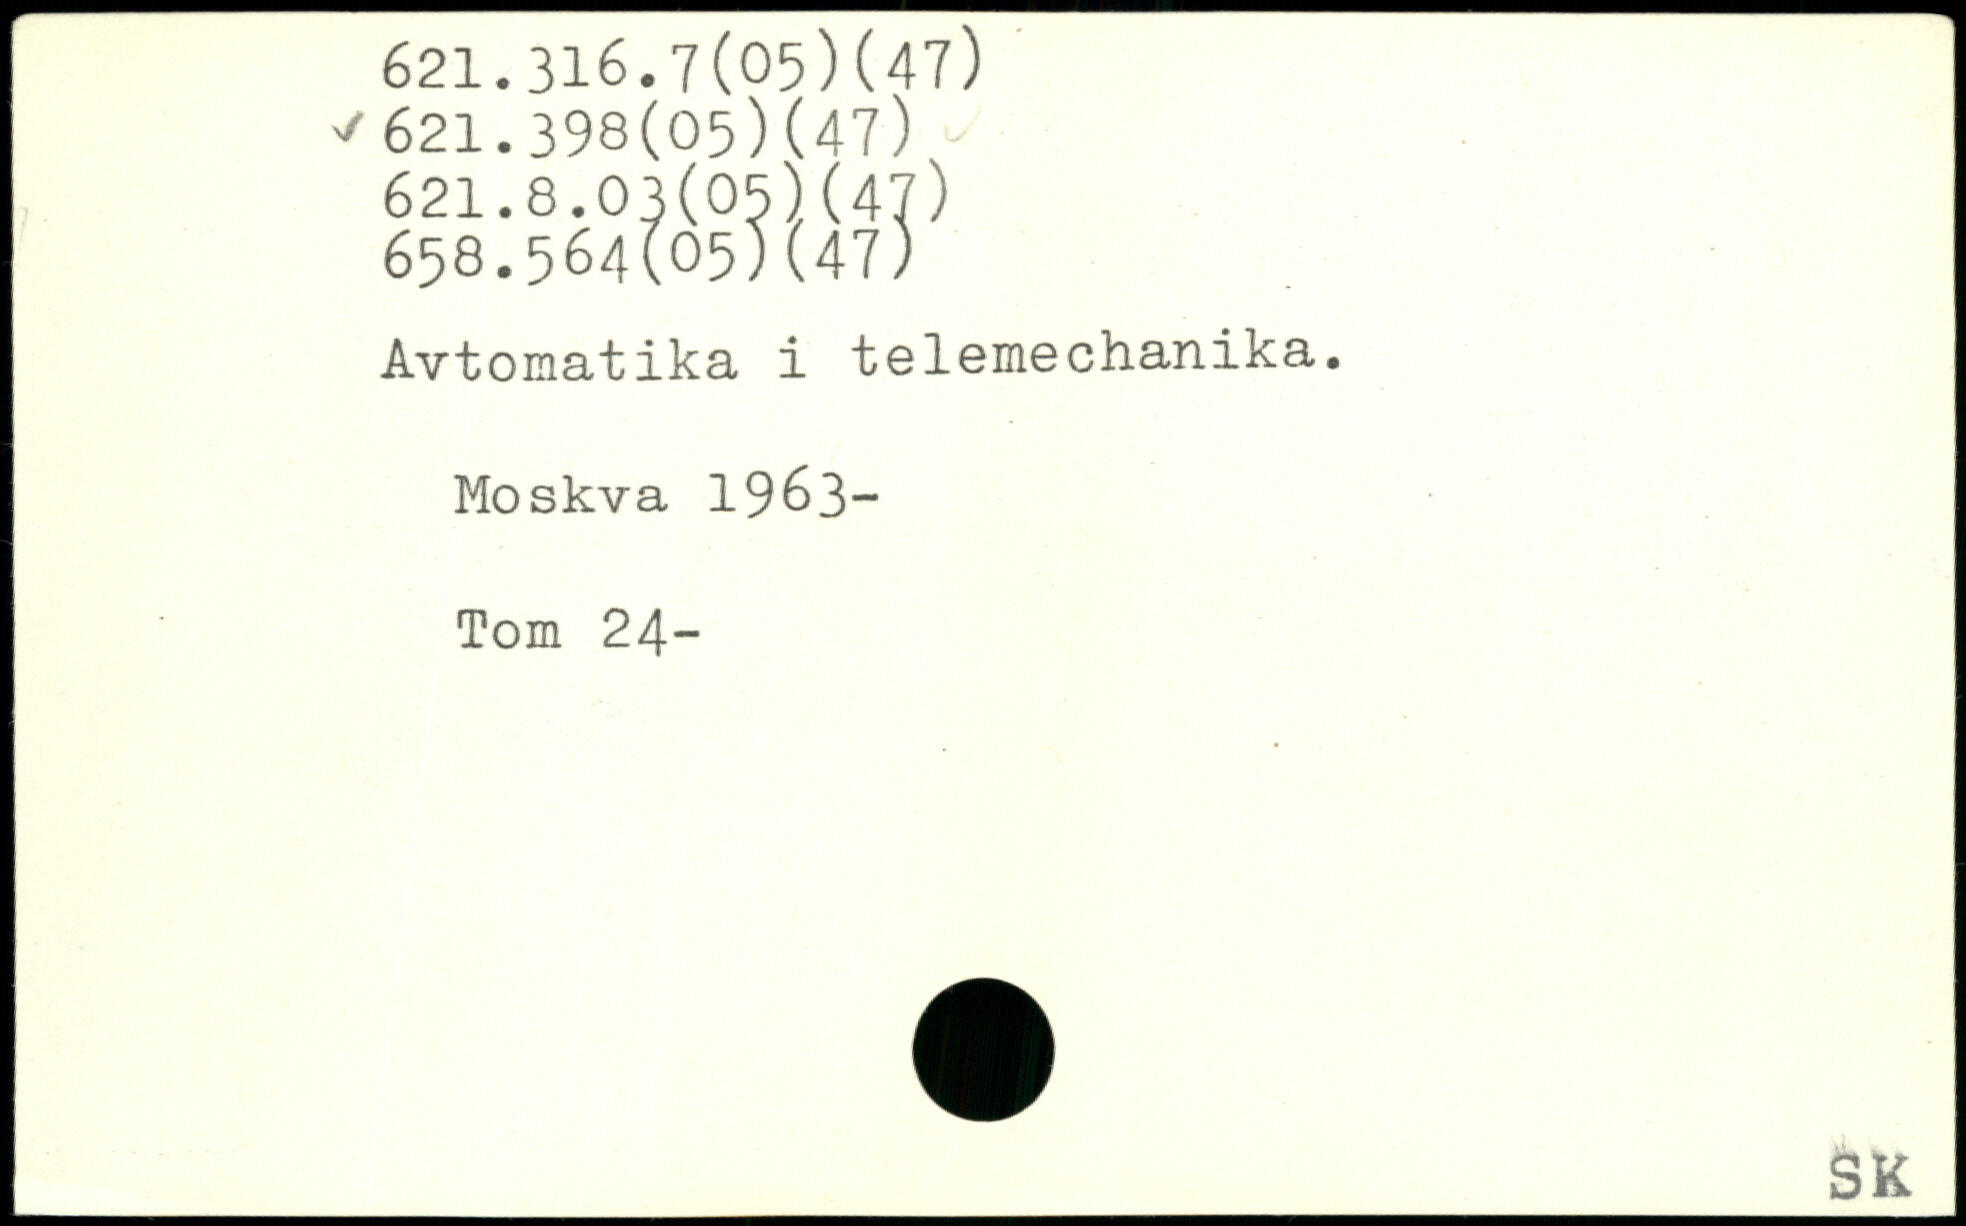 621.316.7(05)(47)
✓ 621.398(05)(47) ✓
621.8.03(05)(47)
658.564(05)(47)
Avtomatika i telemechanika.
Moskva 1963-
Tom 24-
SK